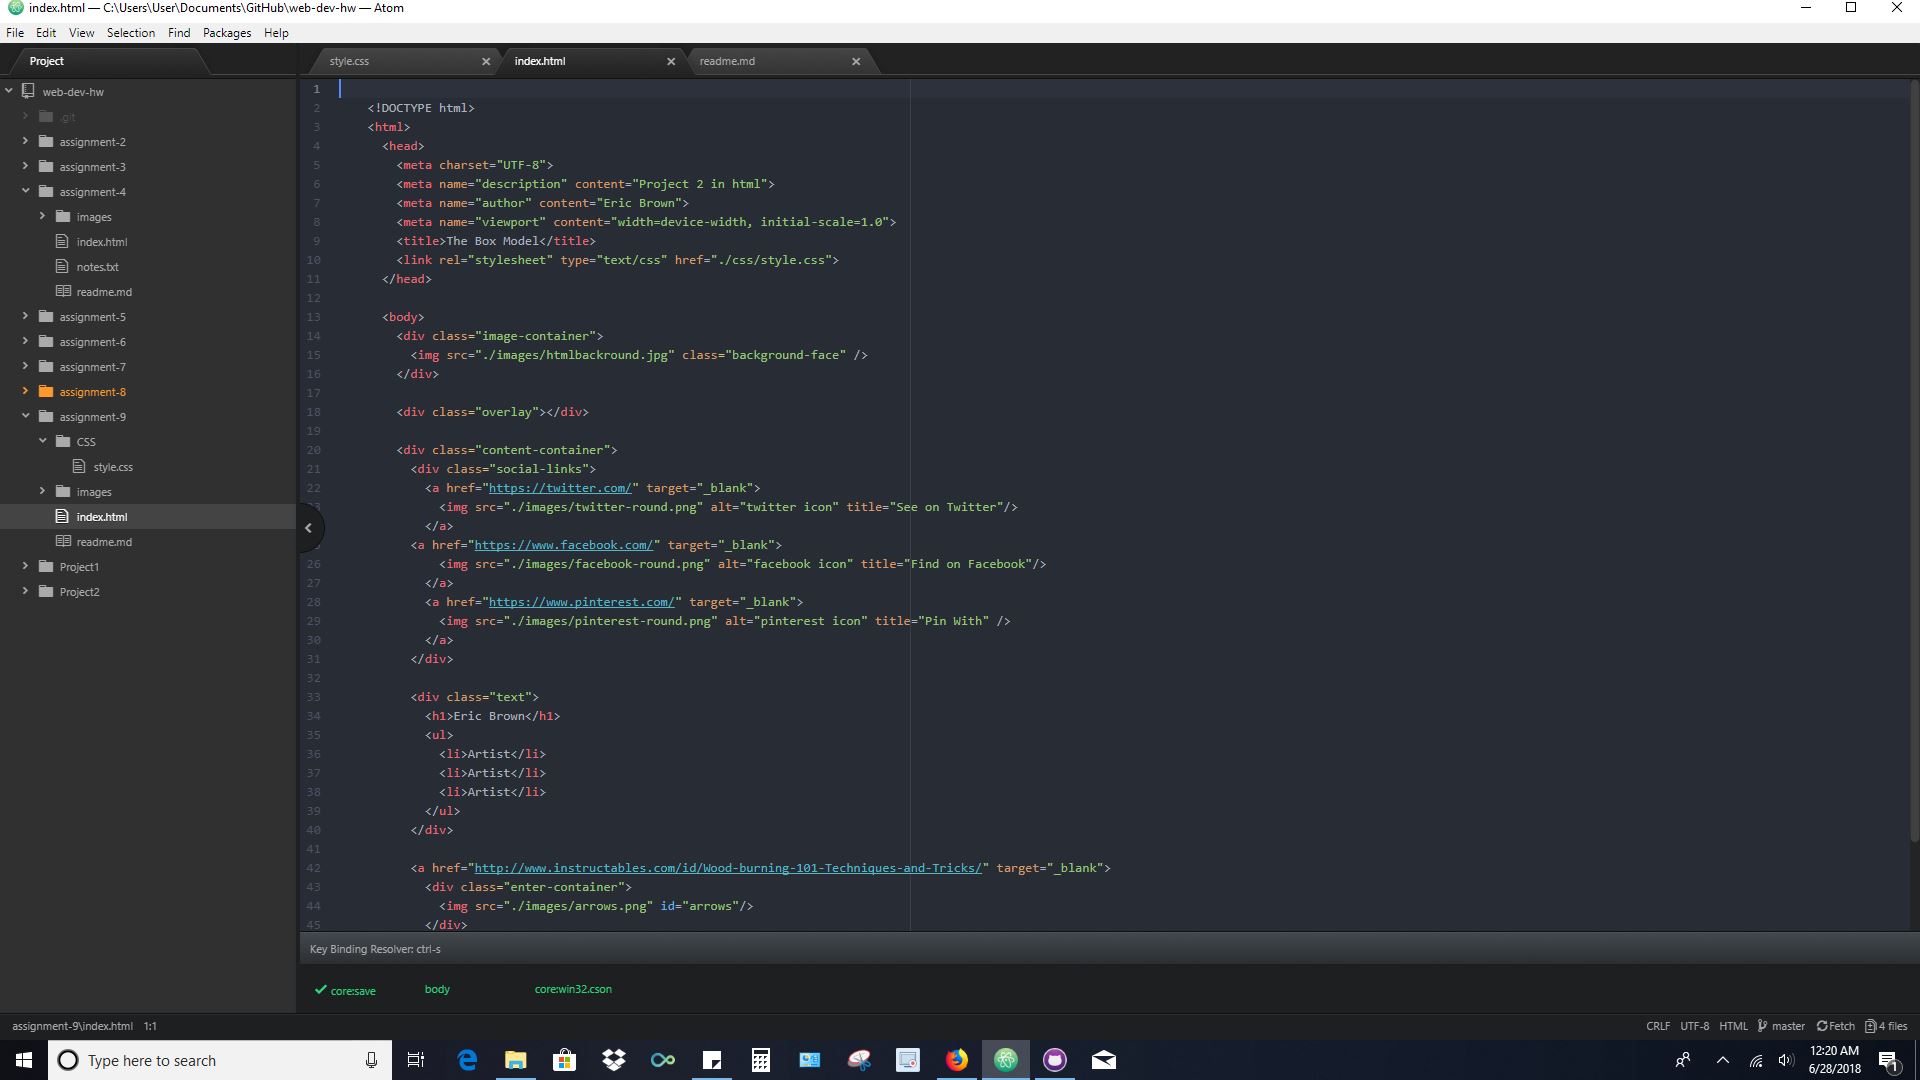 index.html — C:\Users\User\Documents\GitHub\web-dev-hw — Atom
File Edit View Selection Find Packages Help
Project
web-dev-hw
.git
assignment-2
assignment-3
assignment-4
images
index.html
notes.txt
readme.md
assignment-5
assignment-6
assignment-7
assignment-8
assignment-9
CSS
style.css
images
index.html
readme.md
Project1
Project2
style.css index.html readme.md
1
2 <!DOCTYPE html>
3 <html>
4 <head>
5 <meta charset="UTF-8">
6 <meta name="description" content="Project 2 in html">
7 <meta name="author" content="Eric Brown">
8 <meta name="viewport" content="width=device-width, initial-scale=1.0">
9 <title>The Box Model</title>
10 <link rel="stylesheet" type="text/css" href="./css/style.css">
11 </head>
12
13 <body>
14 <div class="image-container">
15 <img src="./images/htmlbackround.jpg" class="background-face" />
16 </div>
17
18 <div class="overlay"></div>
19
20 <div class="content-container">
21 <div class="social-links">
22 <a href="https://twitter.com/" target="_blank">
<img src="./images/twitter-round.png" alt="twitter icon" title="See on Twitter"/>
</a>
<a href="https://www.facebook.com/" target="_blank">
26 <img src="./images/facebook-round.png" alt="facebook icon" title="Find on Facebook"/>
27 </a>
28 <a href="https://www.pinterest.com/" target="_blank">
29 <img src="./images/pinterest-round.png" alt="pinterest icon" title="Pin With" />
30 </a>
31 </div>
32
33 <div class="text">
34 <h1>Eric Brown</h1>
35 <ul>
36 <li>Artist</li>
37 <li>Artist</li>
38 <li>Artist</li>
39 </ul>
40 </div>
41
42 <a href="http://www.instructables.com/id/Wood-burning-101-Techniques-and-Tricks/" target="_blank">
43 <div class="enter-container">
44 <img src="./images/arrows.png" id="arrows"/>
45 </div>
Key Binding Resolver: ctrl-s
core:save body core:win32.cson
assignment-9\index.html 1:1 CRLF UTF-8 HTML master Fetch 4 files
Type here to search
12:20 AM
6/28/2018
1